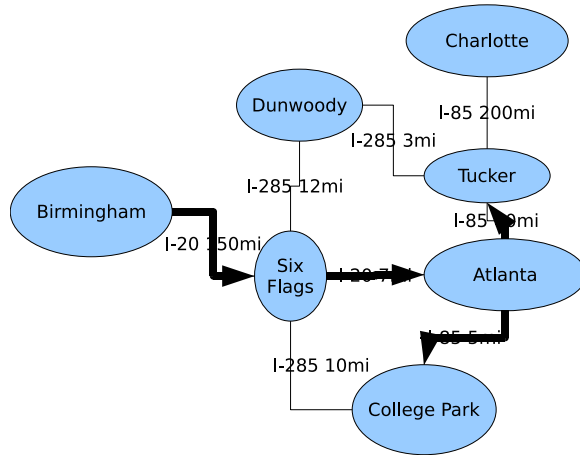 Charlotte
Dunwoody
I-85 200mi
I-285 3mi
Tucker
I-285 12mi
Birmingham
I-85
I-20
Six
Flags
I-20 7mi
Atlanta
I-85 5mi
I-285 10mi
College Park